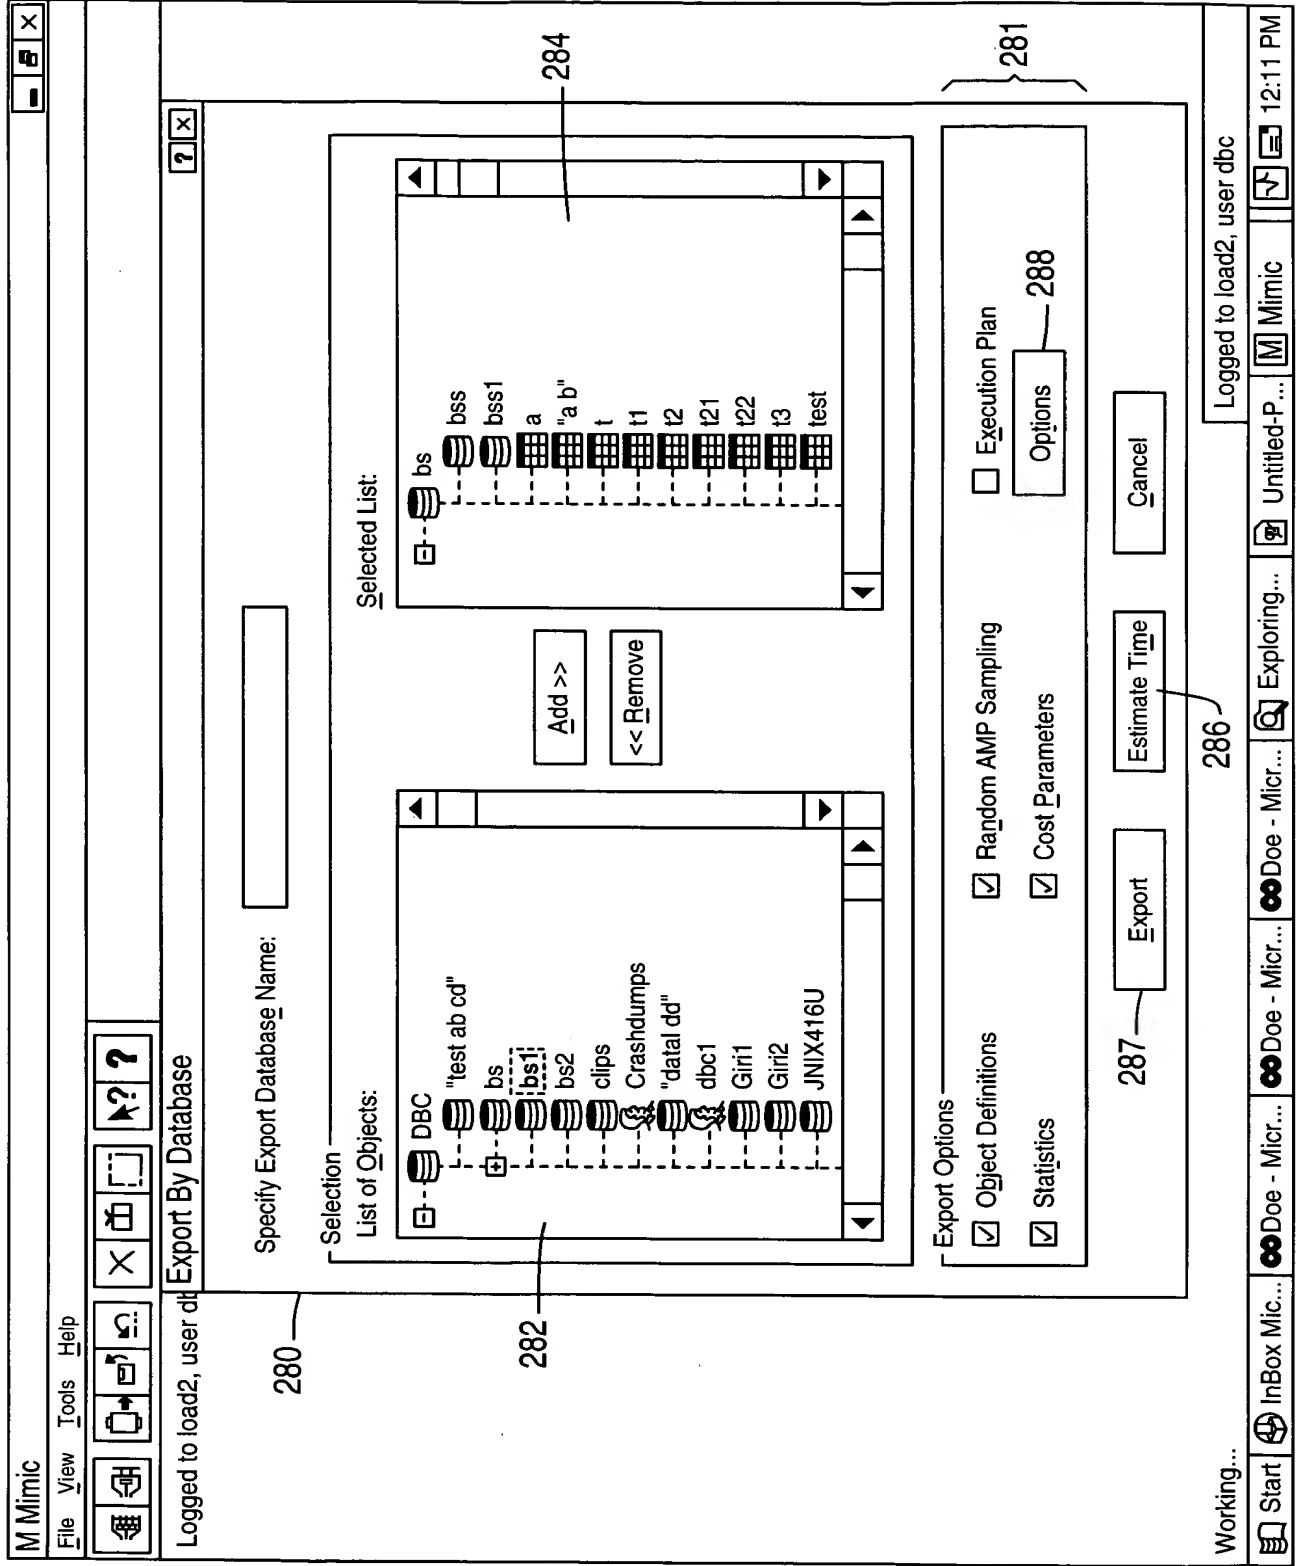 M Mimic
File View Tools Help
Logged to load2, user db
Export By Database
280
Specify Export Database Name:
Selection
List of Objects:
DBC
"test ab cd"
bs
bs1
bs2
clips
Crashdumps
"datal dd"
dbc1
Giri1
Giri2
JNIX416U
282
Add >>
<< Remove
Selected List:
bs
bss
bss1
a
"a b"
t
t1
t2
t21
t22
t3
test
284
Export Options
Object Definitions
Random AMP Sampling
Execution Plan
Statistics
Cost Parameters
Options
288
281
Export
Estimate Time
Cancel
287
286
Working...
Logged to load2, user dbc
Start
InBox Mic...
Doe - Micr...
Doe - Micr...
Doe - Micr...
Exploring...
Untitled-P...
M Mimic
12:11 PM